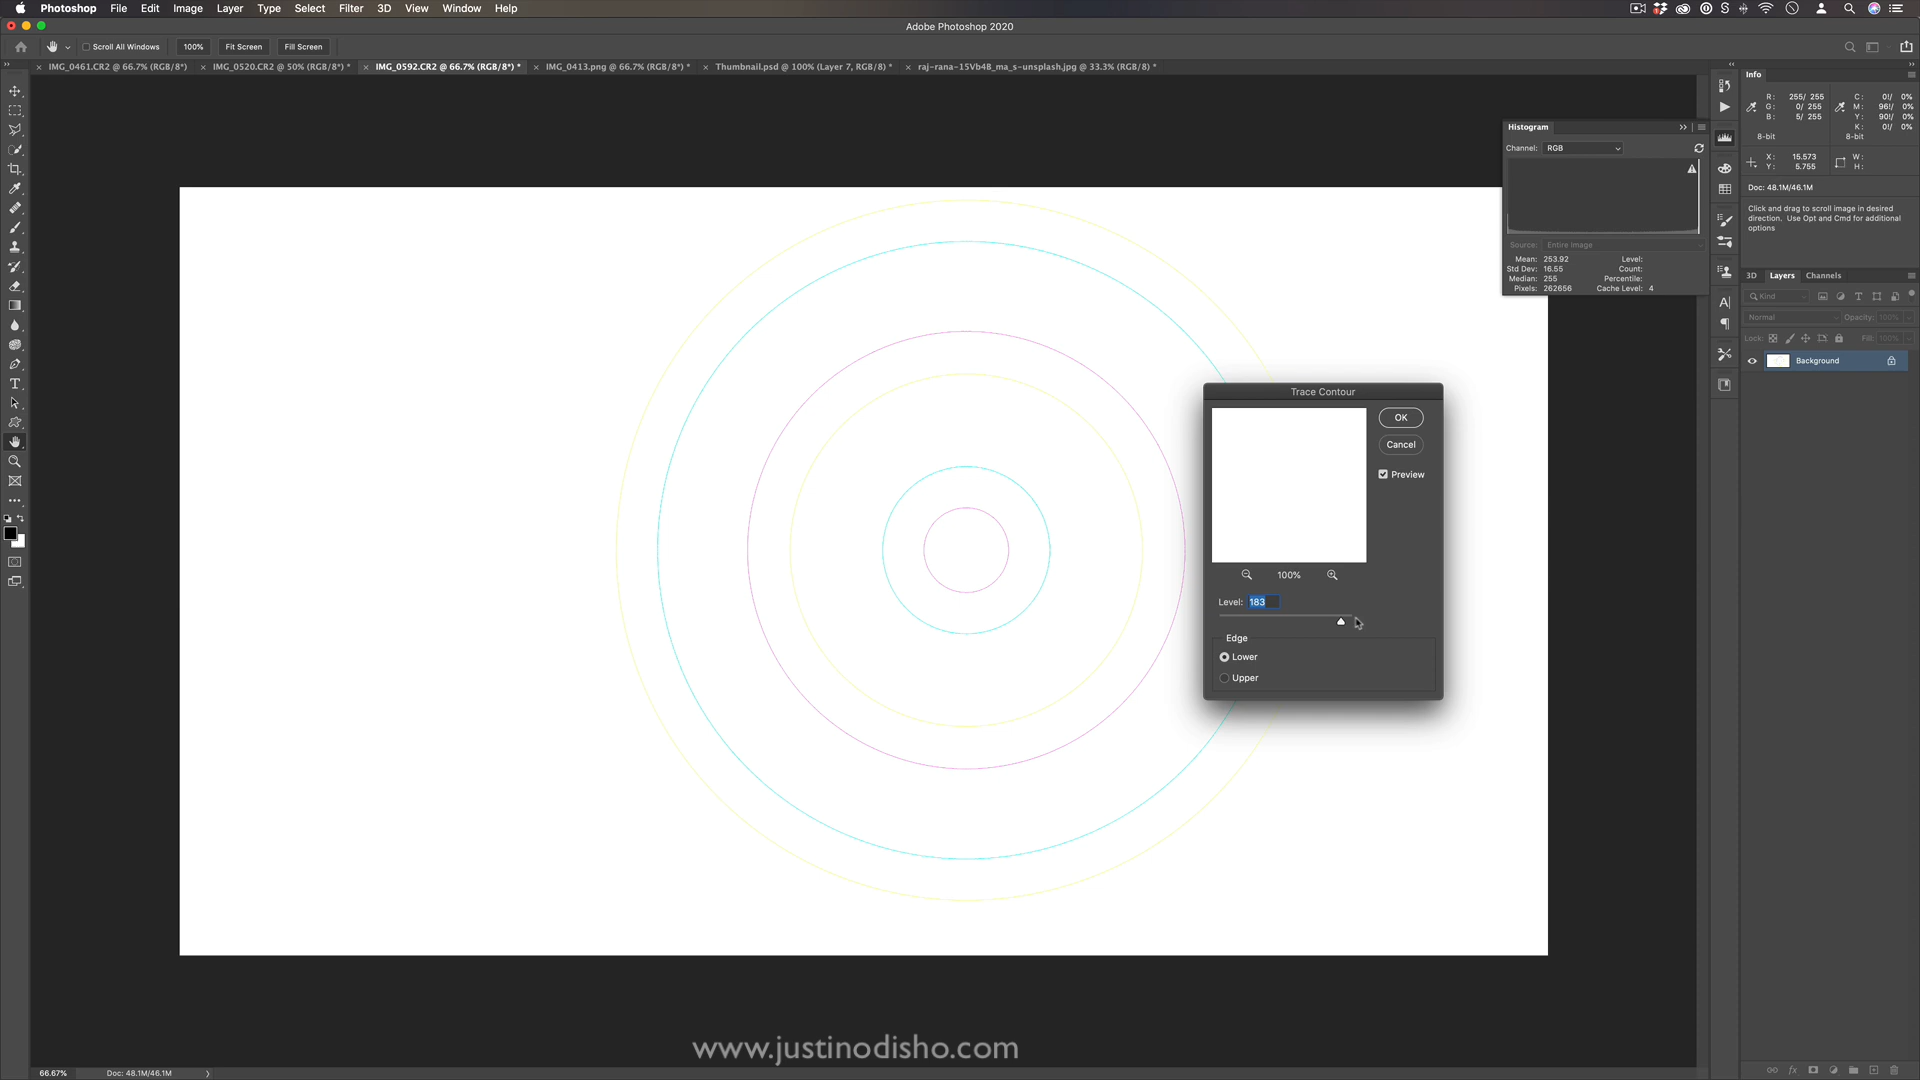 Photoshop File Edit Image Layer Type Select Filter 3D View Window Help
Adobe Photoshop 2020
Scroll All Windows 100% Fit Screen Fill Screen
IMG_0461.CR2 @ 66.7% (RGB/8*) IMG_0520.CR2 @ 50% (RGB/8*) * IMG_0592.CR2 @ 66.7% (RGB/8*) * IMG_0413.png @ 66.7% (RGB/8*) * Thumbnail.psd @ 100% (Layer 7, RGB/8) * raj-rana-15Vb4B_ma_s-unsplash.jpg @ 33.3% (RGB/8) *
Info
R: 255/ 255 C: 0!/ 0%
G: 0/ 255 M: 96!/ 0%
B: 5/ 255 Y: 90!/ 0%
K: 0!/ 0%
8-bit 8-bit
X: 15.573 W:
Y: 5.755 H:
Doc: 48.1M/46.1M
Click and drag to scroll image in desired
direction. Use Opt and Cmd for additional
options
Histogram
Channel: RGB
Source: Entire Image
Mean: 253.92 Level:
Std Dev: 16.55 Count:
Median: 255 Percentile:
Pixels: 262656 Cache Level: 4
3D Layers Channels
Kind
Normal Opacity: 100%
Lock: Fill: 100%
Background
Trace Contour
OK
Cancel
Preview
100%
Level: 183
Edge
Lower
Upper
www.justinodisho.com
66.67% Doc: 48.1M/46.1M